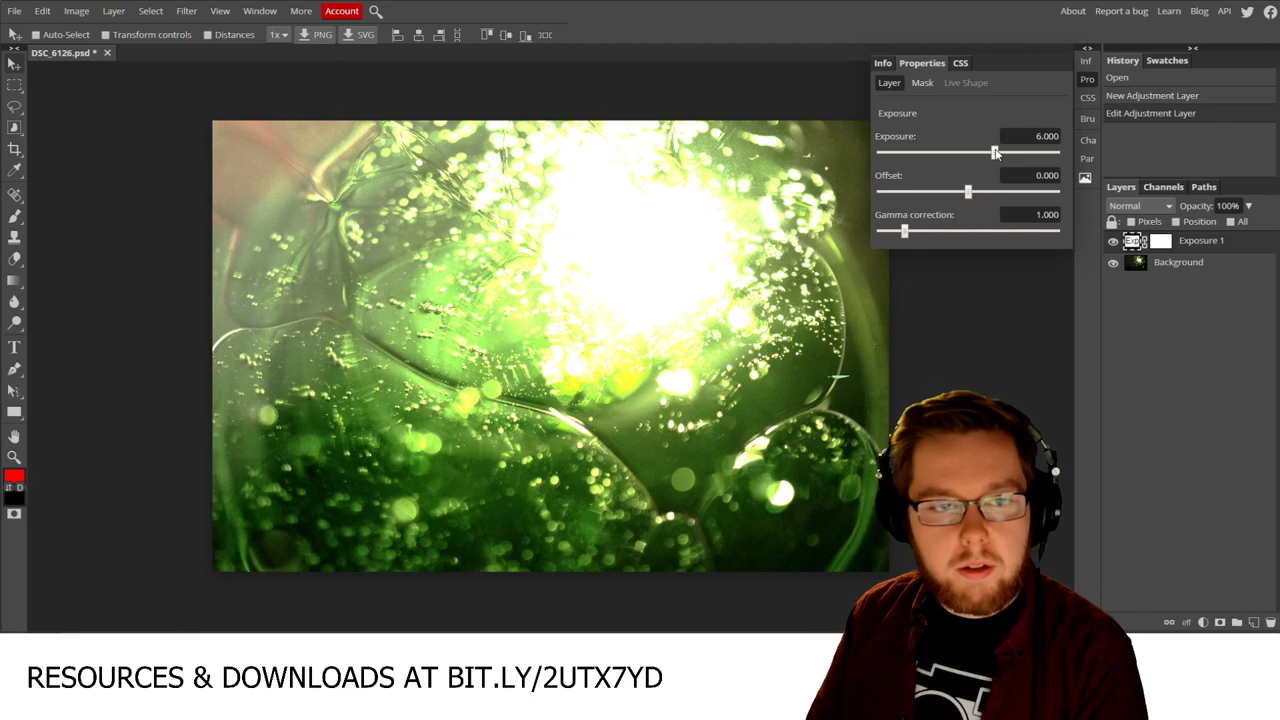 File Edit Image Layer Select Filter View Window More Account
About Report a bug Learn Blog API
Auto-Select Transform controls Distances 1x PNG SVG
DSC_6126.psd *
Info Properties CSS
Layer Mask Live Shape
Exposure
Exposure: 6.000
Offset: 0.000
Gamma correction: 1.000
Inf
Pro
CSS
Bru
Cha
Par
History Swatches
Open
New Adjustment Layer
Edit Adjustment Layer
Layers Channels Paths
Normal Opacity: 100%
Pixels Position All
Exposure 1
Background
D
eff
RESOURCES & DOWNLOADS AT BIT.LY/2UTX7YD